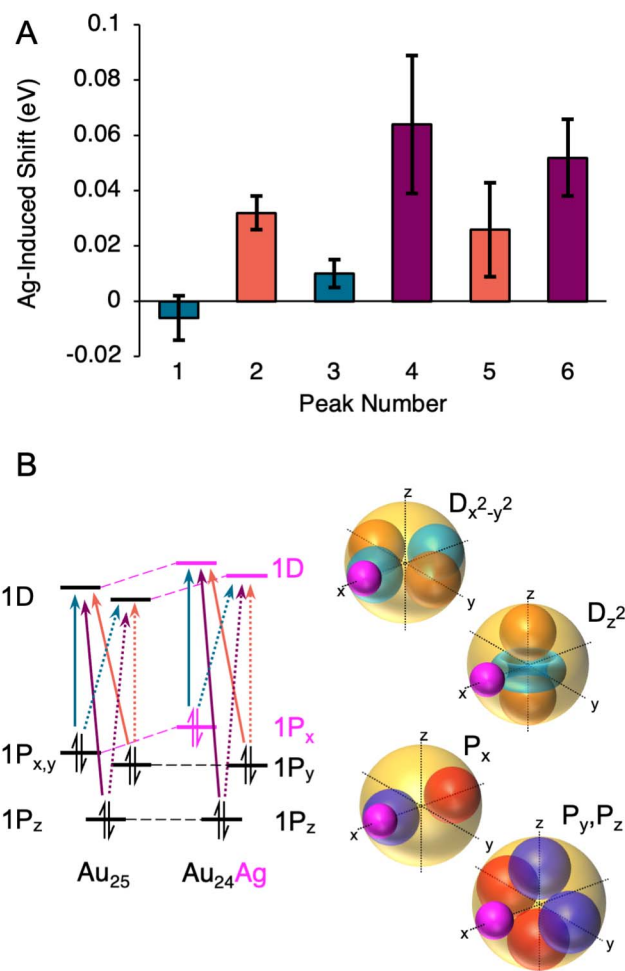 A
Ag-Induced Shift (eV)
0.1
0.08
0.06
0.04
0.02
0
-0.02
1 2 3 4 5 6
Peak Number
B
1D
1D
1Px,y
1Px
1Py
1Pz
1Pz
Au25
Au24Ag
Dx²-y²
z
x
y
Dz²
z
x
y
Px
z
x
y
Py,Pz
z
x
y